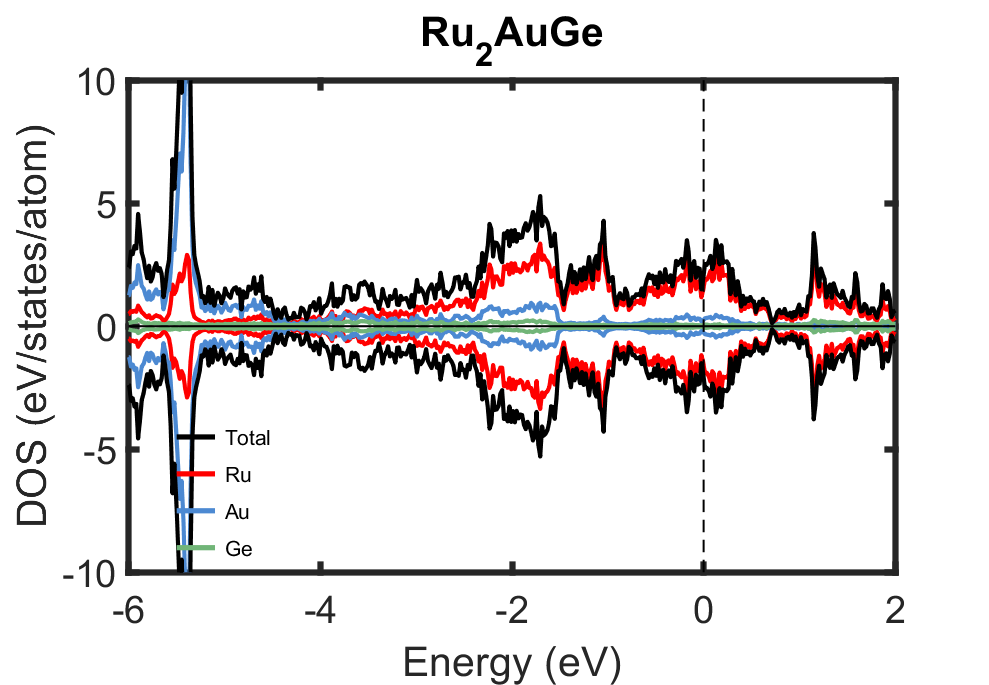 Ru₂AuGe
10
5
0
-5
-10
DOS (eV/states/atom)
Total
Ru
Au
Ge
-6 -4 -2 0 2
Energy (eV)